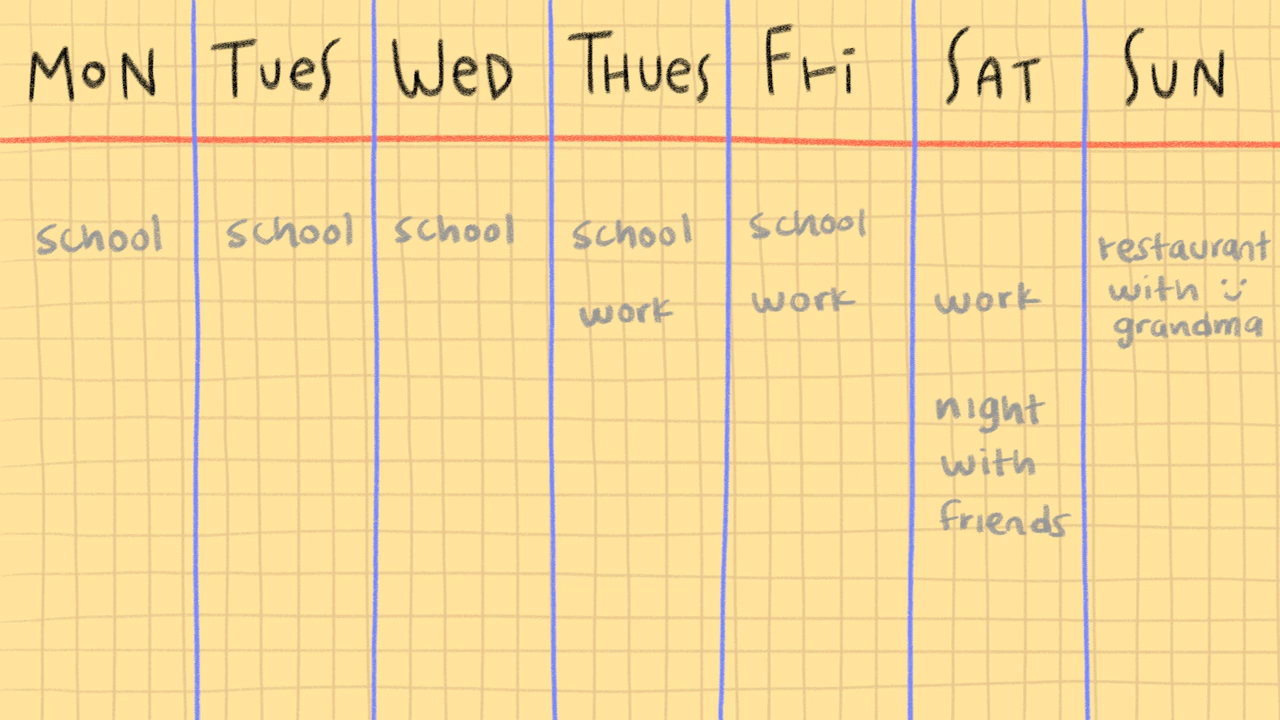 MoN TueS WeD THueS Fri SAT SUN
school school school school school
work work work
restaurant
with
grandma
night
with
friends